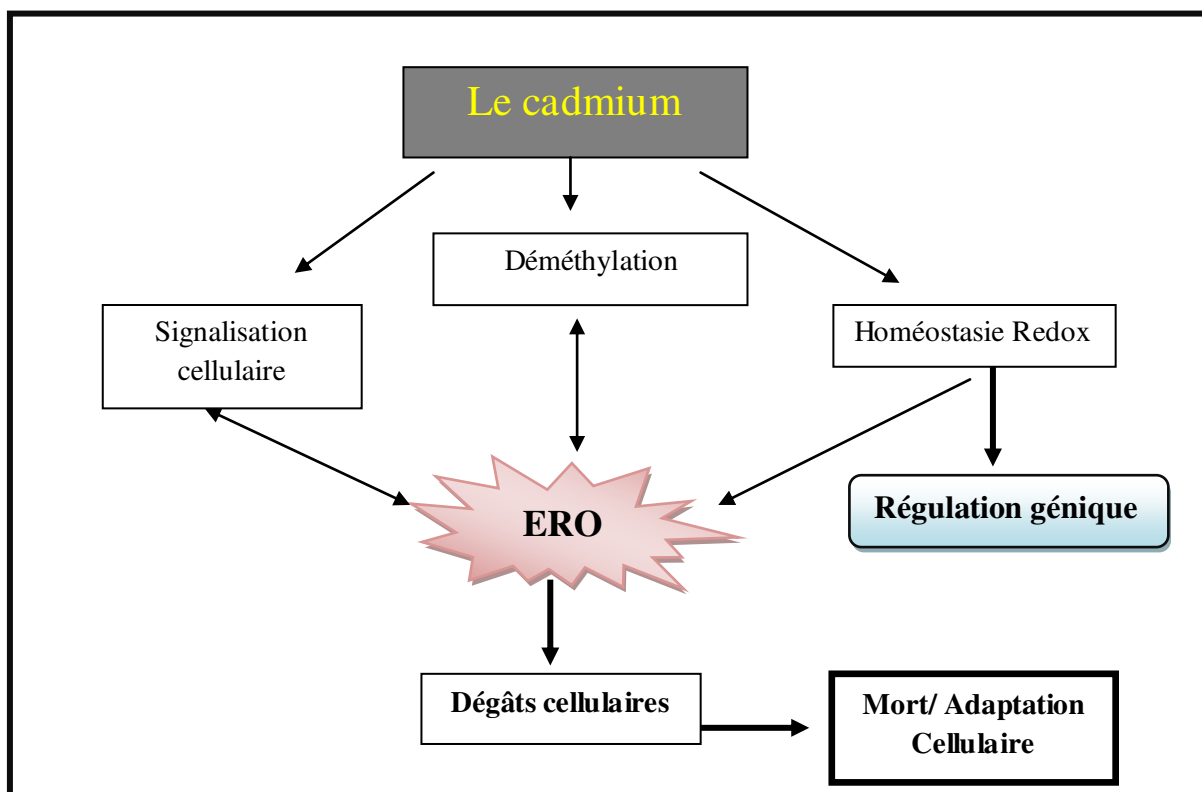 Le cadmium
Déméthylation
Signalisation
cellulaire
Homéostasie Redox
ERO
Régulation génique
Dégâts cellulaires
Mort/ Adaptation
Cellulaire